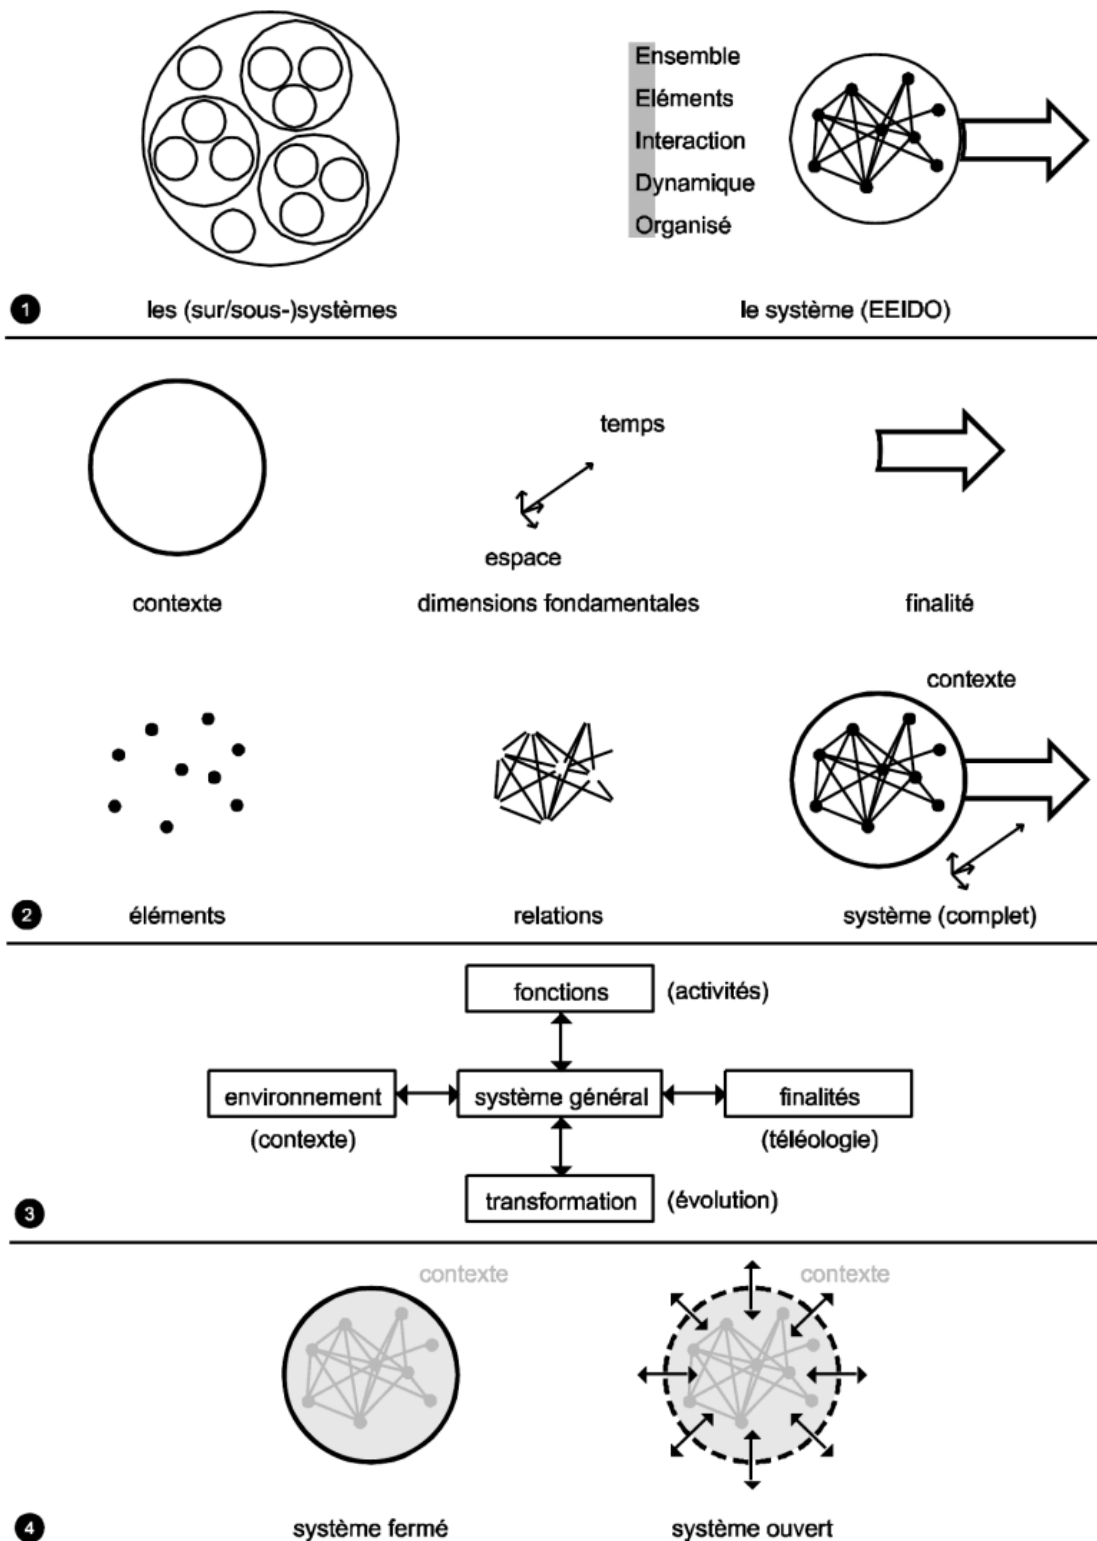 Ensemble
Eléments
Interaction
Dynamique
Organisé
1
les (sur/sous-)systèmes
le système (EEIDO)
temps
espace
contexte
dimensions fondamentales
finalité
contexte
2
éléments
relations
système (complet)
fonctions
(activités)
environnement
système général
finalités
(contexte)
(téléologie)
transformation
(évolution)
3
contexte
contexte
4
système fermé
système ouvert